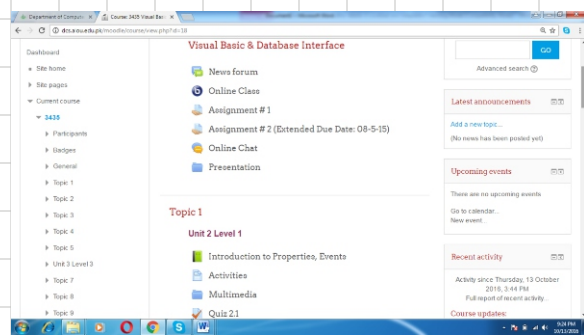 Department of Comput
Course: 3435 Visual Basi
dcs.aiou.edu.pk/moodle/course/view.php?id=18
Dashboard
Site home
Site pages
Current course
3435
Participants
Badges
General
Topic 1
Topic 2
Topic 3
Topic 4
Topic 5
Unit 3 Level 3
Topic 7
Topic 8
Topic 9
Visual Basic & Database Interface
News forum
Online Class
Assignment # 1
Assignment # 2 (Extended Due Date: 08-5-15)
Online Chat
Presentation
Topic 1
Unit 2 Level 1
Introduction to Properties, Events
Activities
Multimedia
Quiz 2.1
GO
Advanced search
Latest announcements
Add a new topic...
(No news has been posted yet)
Upcoming events
There are no upcoming events
Go to calendar...
New event...
Recent activity
Activity since Thursday, 13 October
2016, 3:44 PM
Full report of recent activity...
Course updates: